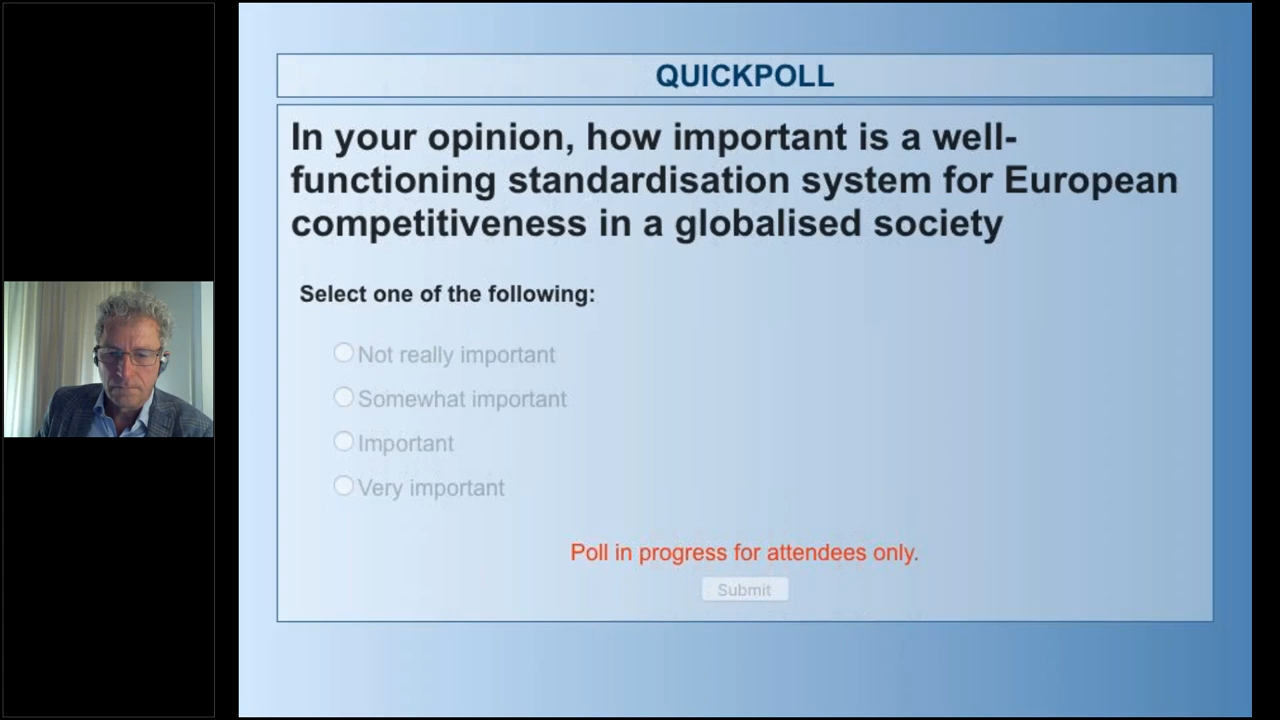 QUICKPOLL
In your opinion, how important is a well-
functioning standardisation system for European
competitiveness in a globalised society
Select one of the following:
Not really important
Somewhat important
Important
Very important
Poll in progress for attendees only.
Submit